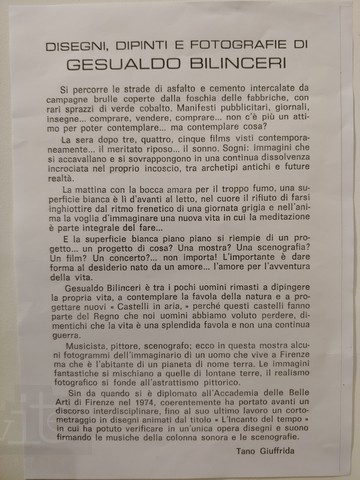 DISEGNI, DIPINTI E FOTOGRAFIE DI
GESUALDO BILINCERI
Si percorre le strade di asfalto e cemento intercalate da
campagne brulle coperte dalla foschia delle fabbriche, con
rari sprazzi di verde cobalto. Manifesti pubblicitari, giornali,
insegne... comprare, vendere, comprare... non c'è più un atti-
mo per poter contemplare... ma contemplare cosa?
La sera dopo tre, quattro, cinque films visti contempora-
neamente... il meritato riposo... il sonno. Sogni: immagini che
si accavallano e si sovrappongono in una continua dissolvenza
incrociata nel proprio inconscio, tra archetipi antichi e future
realtà.
La mattina con la bocca amara per il troppo fumo, una su-
perficie bianca è lì d'avanti al letto, nel cuore il rifiuto di farsi
inghiottire dal ritmo frenetico di una giornata grigia e nell'ani-
ma la voglia d'immaginare una nuova vita in cui la meditazione
è parte integrale del fare...
E la superficie bianca piano piano si riempie di un pro-
getto... un progetto di cosa? Una mostra? Una scenografia?
Un film? Un concerto?... non importa! L'importante è dare
forma al desiderio nato da un amore... l'amore per l'avventura
della vita.
Gesualdo Bilinceri è tra i pochi uomini rimasti a dipingere
la propria vita, a contemplare la favola della natura e a pro-
gettare nuovi « Castelli in aria, » perché questi castelli fanno
parte del Regno che noi uomini abbiamo voluto perdere, di-
mentichi che la vita è una splendida favola e non una continua
guerra.
Musicista, pittore, scenografo; ecco in questa mostra alcu-
ni fotogrammi dell'immaginario di un uomo che vive a Firenze
ma che è l'abitante di un pianeta di nome terra. Le immagini
fantastiche si mischiano a quelle di lontane terre, il realismo
fotografico si fonde all'astrattismo pittorico.
Sin da quando si è diplomato all'Accademia delle Belle
Arti di Firenze nel 1974, coerentemente ha portato avanti un
discorso interdisciplinare, fino al suo ultimo lavoro un corto-
metraggio in disegni animati dal titolo « L'Incanto del tempo »
in cui ha potuto verificare in un'unica opera disegni e suono
firmando le musiche della colonna sonora e le scenografie.
Tano Giuffrida